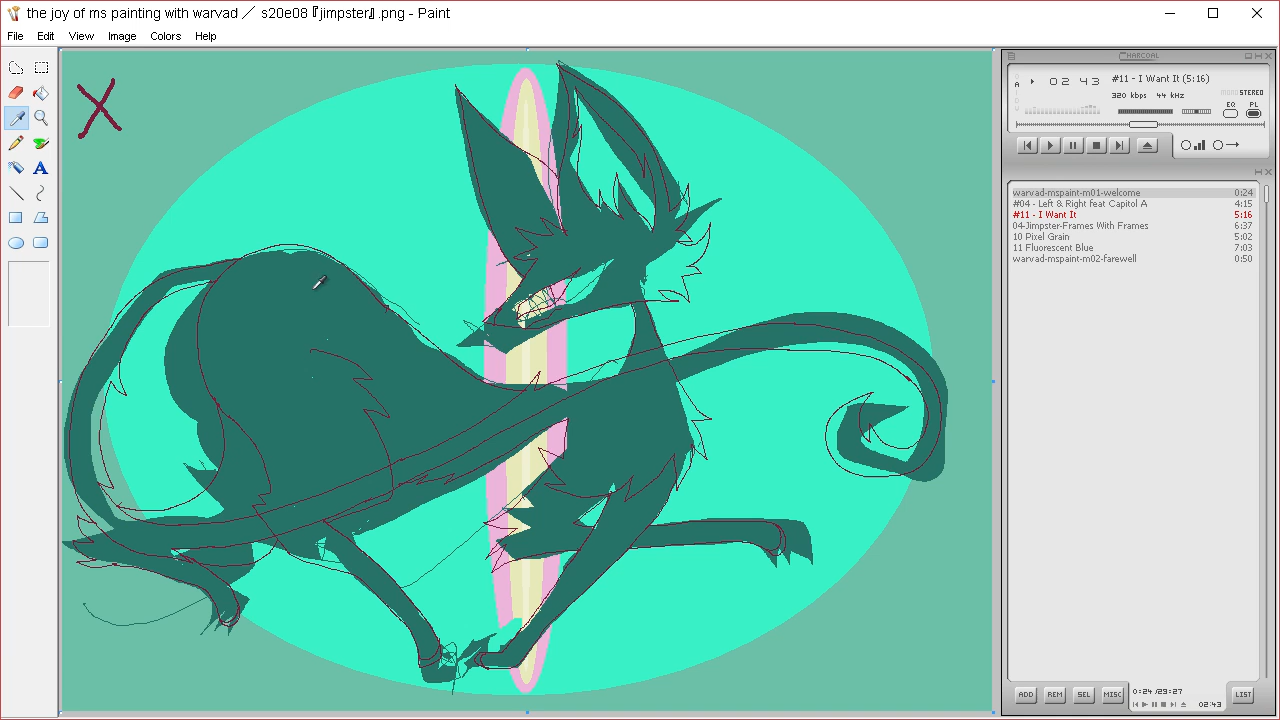 the joy of ms painting with warvad ／ s20e08『jimpster』.png - Paint
File Edit View Image Colors Help
X
CHARCOAL
02 43
#11 - I Want It (5:16)
320 kbps 44 kHz
STEREO
EQ PL
warvad-mspaint-m01-welcome 0:24
#04 - Left & Right feat Capitol A 4:15
#11 - I Want It 5:16
04-Jimpster-Frames With Frames 6:37
10 Pixel Grain 5:02
11 Fluorescent Blue 7:03
warvad-mspaint-m02-farewell 0:50
ADD REM SEL MISC
0:24/29:27
02:43
LIST